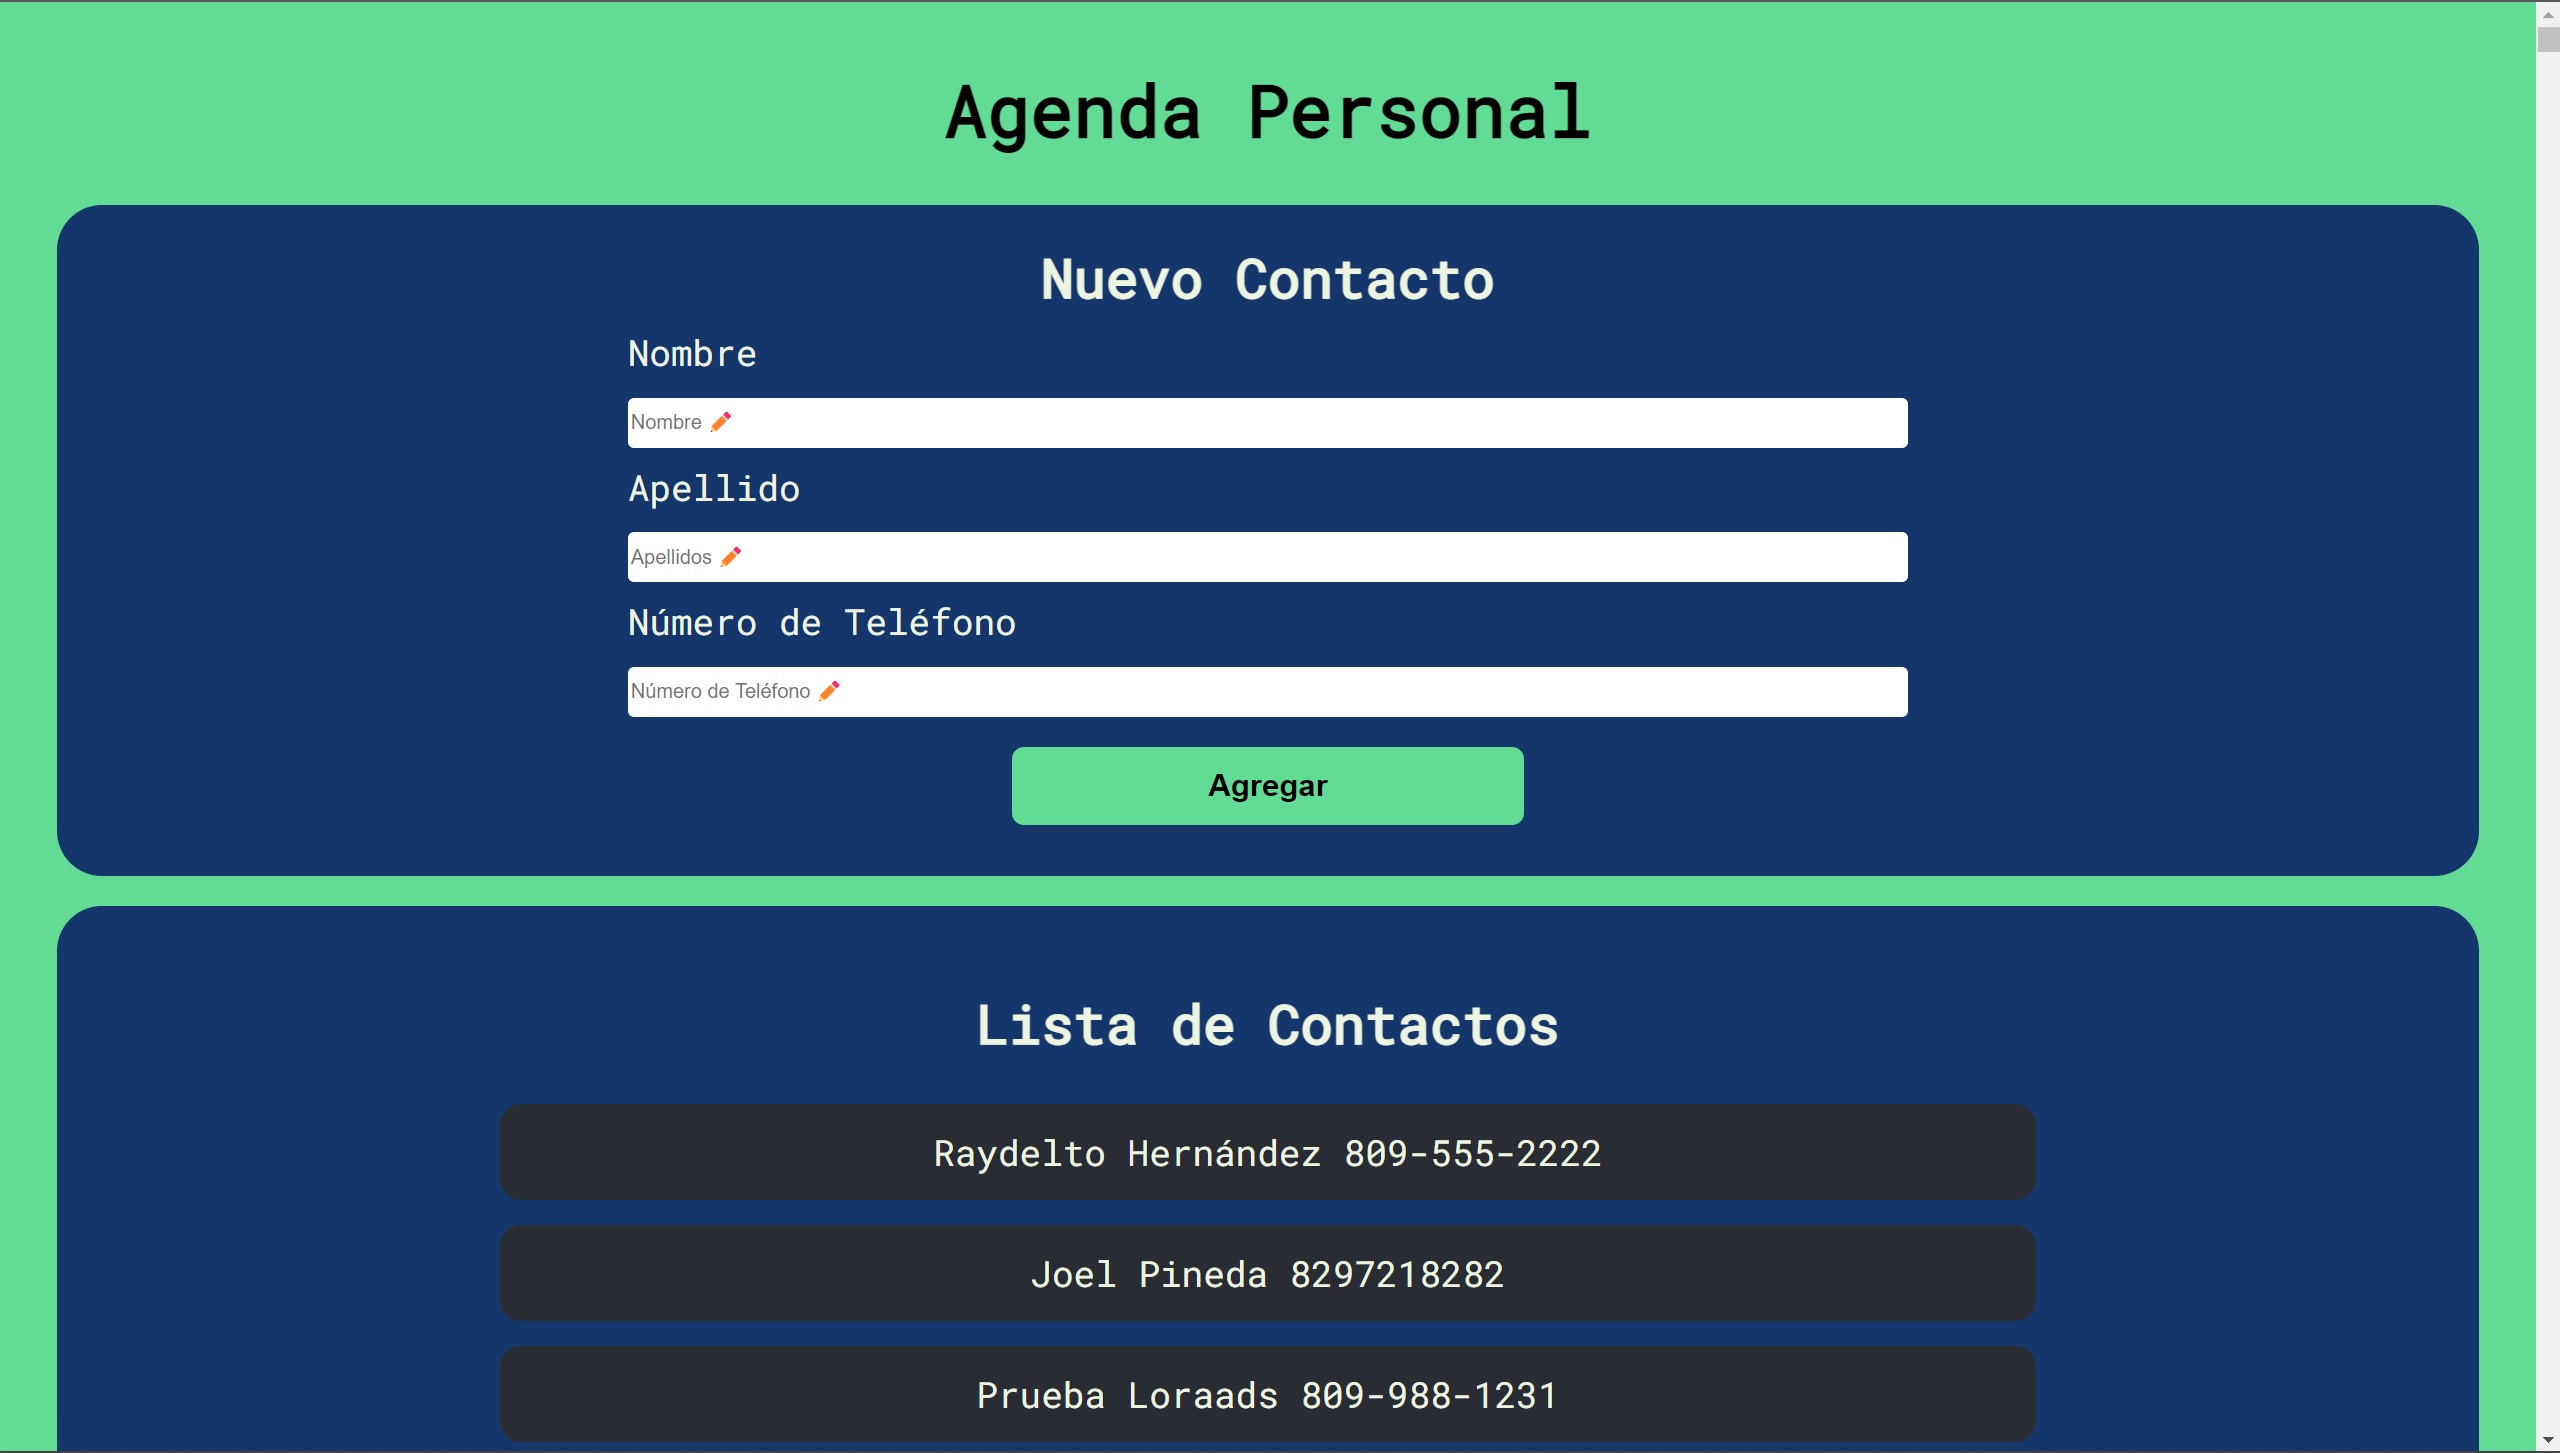 Agenda Personal
Nuevo Contacto
Nombre
Nombre ✏️
Apellido
Apellidos ✏️
Número de Teléfono
Número de Teléfono ✏️
Agregar
Lista de Contactos
Raydelto Hernández 809-555-2222
Joel Pineda 8297218282
Prueba Loraads 809-988-1231